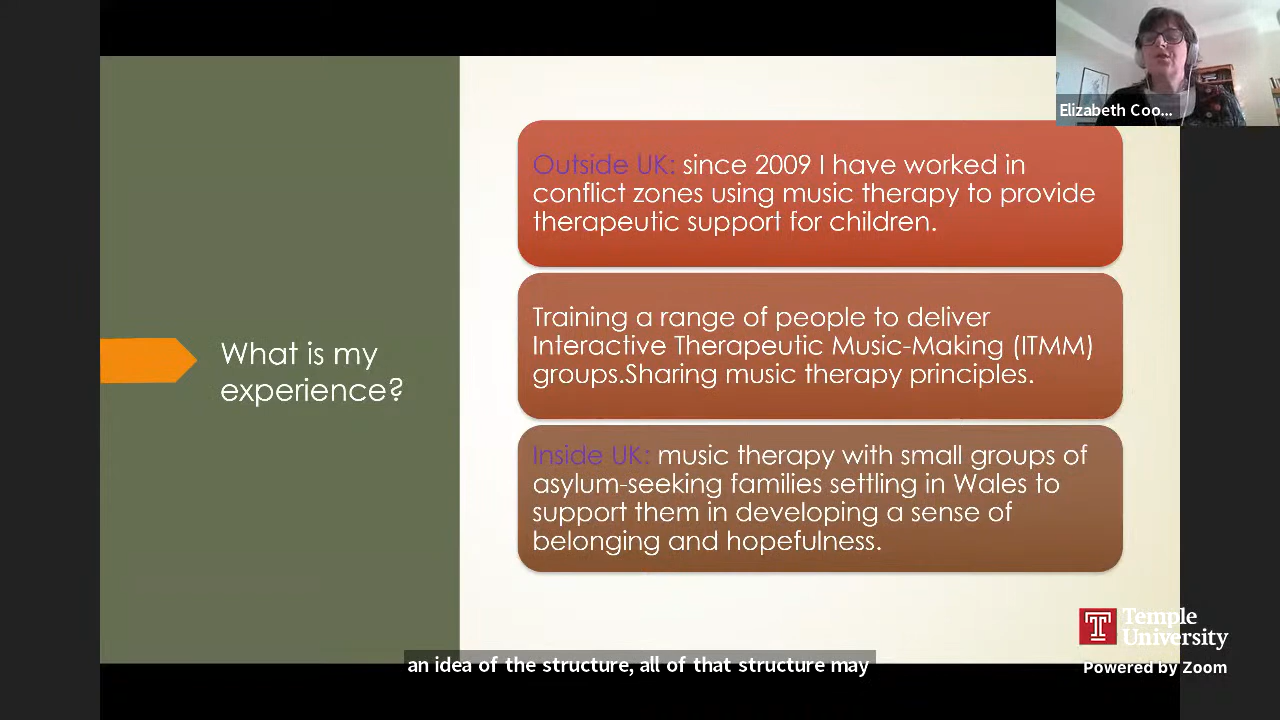 Elizabeth Coo...
Outside UK: since 2009 I have worked in
conflict zones using music therapy to provide
therapeutic support for children.
Training a range of people to deliver
Interactive Therapeutic Music-Making (ITMM)
groups.Sharing music therapy principles.
What is my
experience?
Inside UK: music therapy with small groups of
asylum-seeking families settling in Wales to
support them in developing a sense of
belonging and hopefulness.
Temple
University
Powered by Zoom
an idea of the structure, all of that structure may